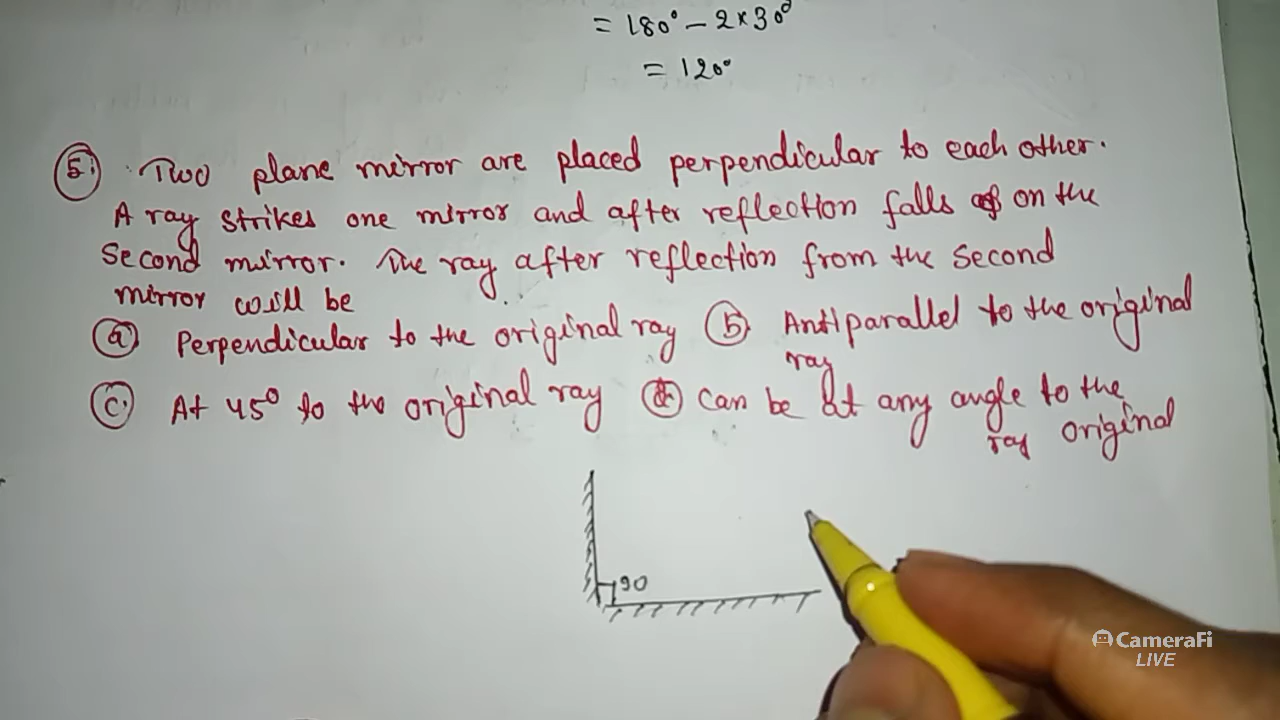 = 180° - 2 × 30°
= 120°
5. Two plane mirror are placed perpendicular to each other.
A ray strikes one mirror and after reflection falls on the
second mirror. The ray after reflection from the second
mirror will be
(a) Perpendicular to the original ray (b) Antiparallel to the original
ray
(c) At 45° to the original ray (d) can be at any angle to the
ray original
90
CameraFi
LIVE